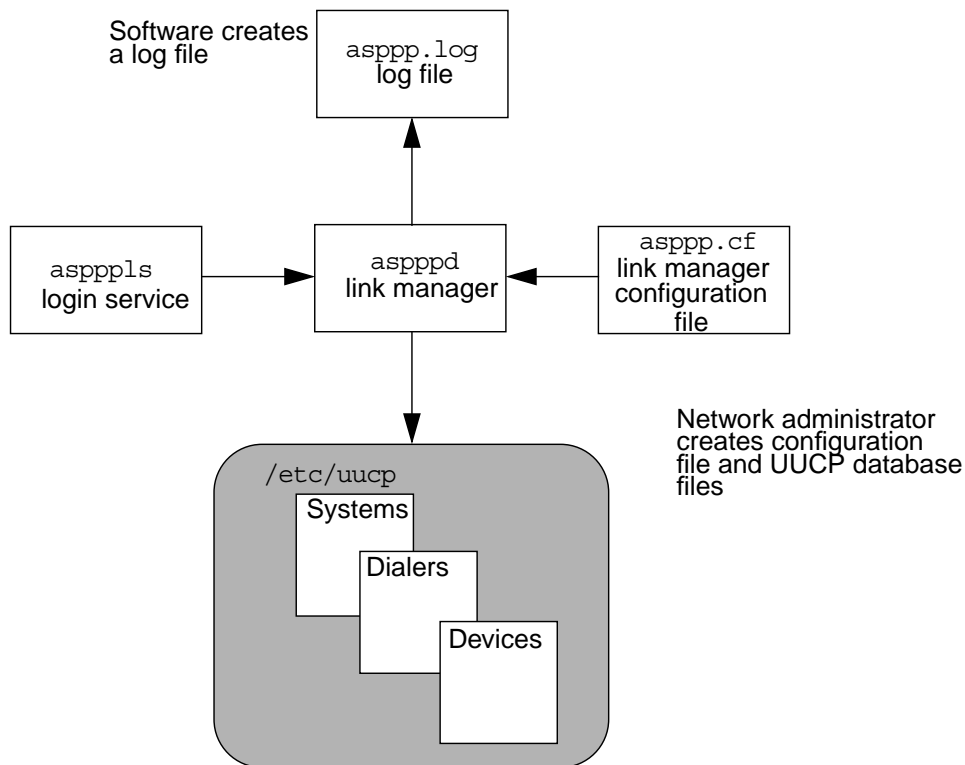 Software creates
a log file
asppp.log
log file
aspppls
login service
aspppd
link manager
asppp.cf
link manager
configuration
file
Network administrator
creates configuration
file and UUCP database
files
/etc/uucp
Systems
Dialers
Devices